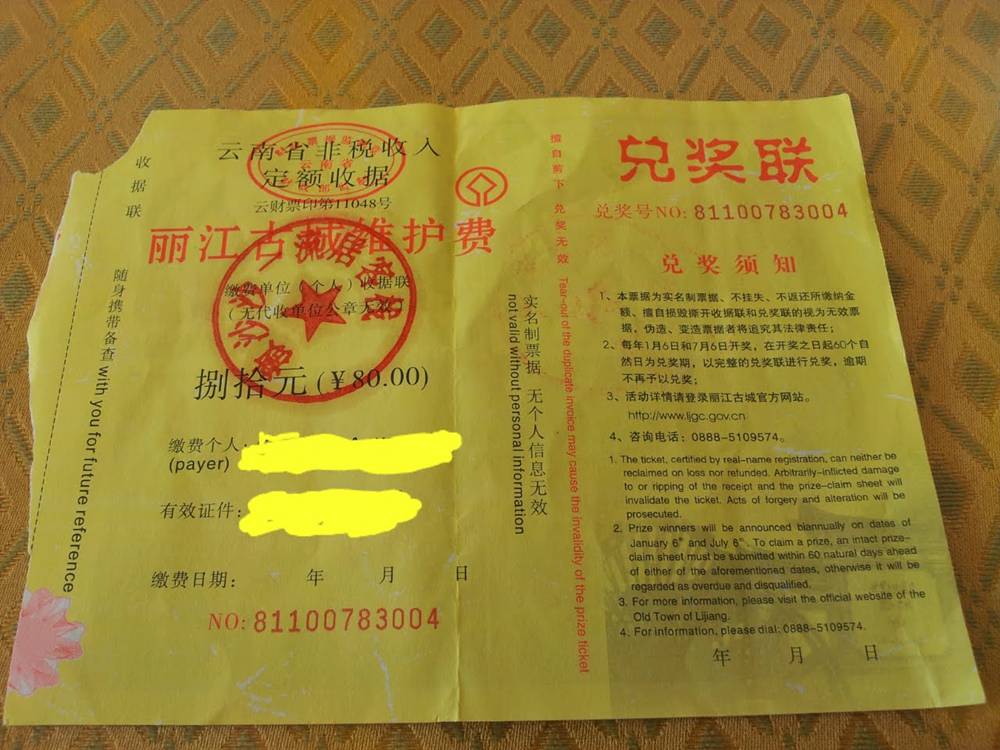 收据联
随身携带备查 with you for future reference
云南省非税收入
定额收据
云财票印第11048号
丽江古城维护费
缴费单位（个人）收据联
（无代收单位公章无效）
捌拾元(￥80.00)
缴费个人：
(payer)
有效证件：
缴费日期： 年 月 日
NO: 81100783004
实名制票据 无个人信息无效
not valid without personal information
擅自剪下 兑奖无效 Tear-out of the duplicate invoice may cause the invalidity of the prize ticket
兑奖联
兑奖号NO: 81100783004
兑奖须知
1、本票据为实名制票据、不挂失、不返还所缴纳金
额、擅自损毁撕开收据联和兑奖联的视为无效票
据，伪造、变造票据者将追究其法律责任；
2、每年1月6日和7月6日开奖，在开奖之日起60个自
然日为兑奖期，以完整的兑奖联进行兑奖，逾期
不再予以兑奖；
3、活动详情请登录丽江古城官方网站。
http://www.ljgc.gov.cn
4、咨询电话：0888-5109574。
1. The ticket, certified by real-name registration, can neither be
reclaimed on loss nor refunded. Arbitrarily-inflicted damage
to or ripping of the receipt and the prize-claim sheet will
invalidate the ticket. Acts of forgery and alteration will be
prosecuted.
2. Prize winners will be announced biannually on dates of
January 6th and July 6th. To claim a prize, an intact prize-
claim sheet must be submitted within 60 natural days ahead
of either of the aforementioned dates, otherwise it will be
regarded as overdue and disqualified.
3. For more information, please visit the official website of the
Old Town of Lijiang.
4. For information, please dial: 0888-5109574.
年 月 日